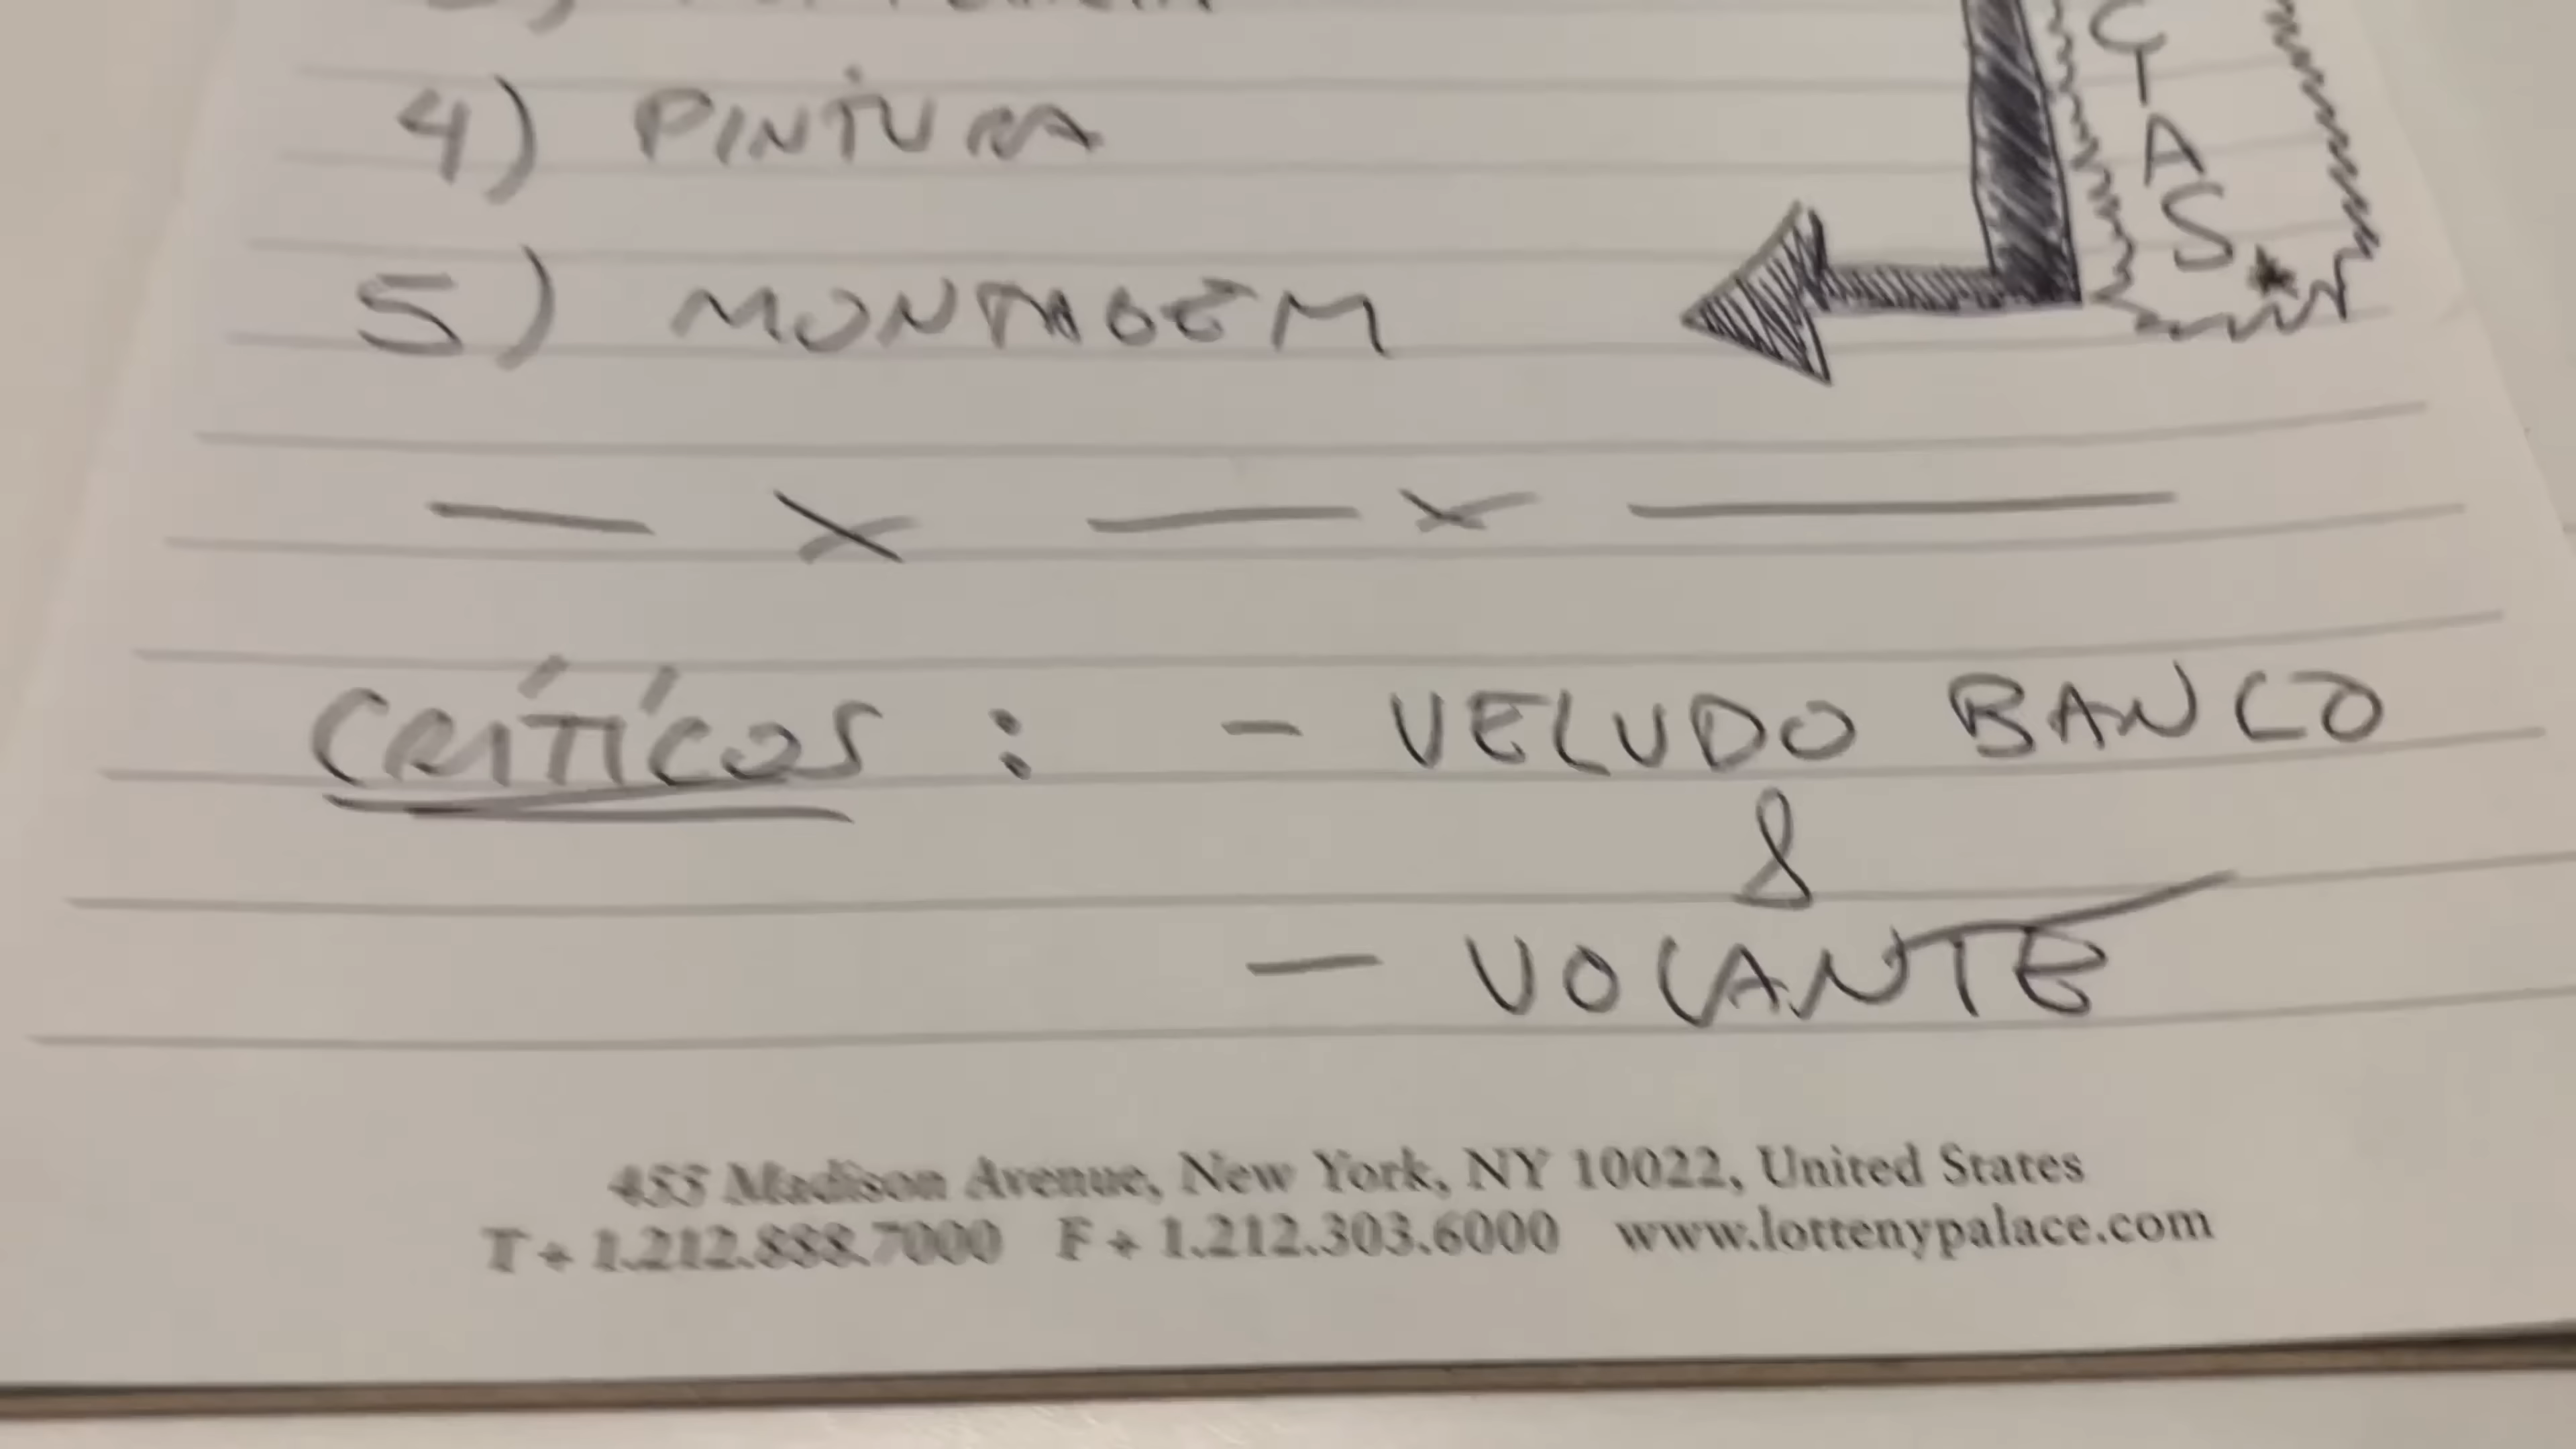 4) PINTURA
5) MONTAGEM
— x — x —
CRÍTÍCOS : - VELUDO BANCO
&
- VOLANTE
455 Madison Avenue, New York, NY 10022, United States
T + 1.212.888.7000 F + 1.212.303.6000 www.lottenypalace.com